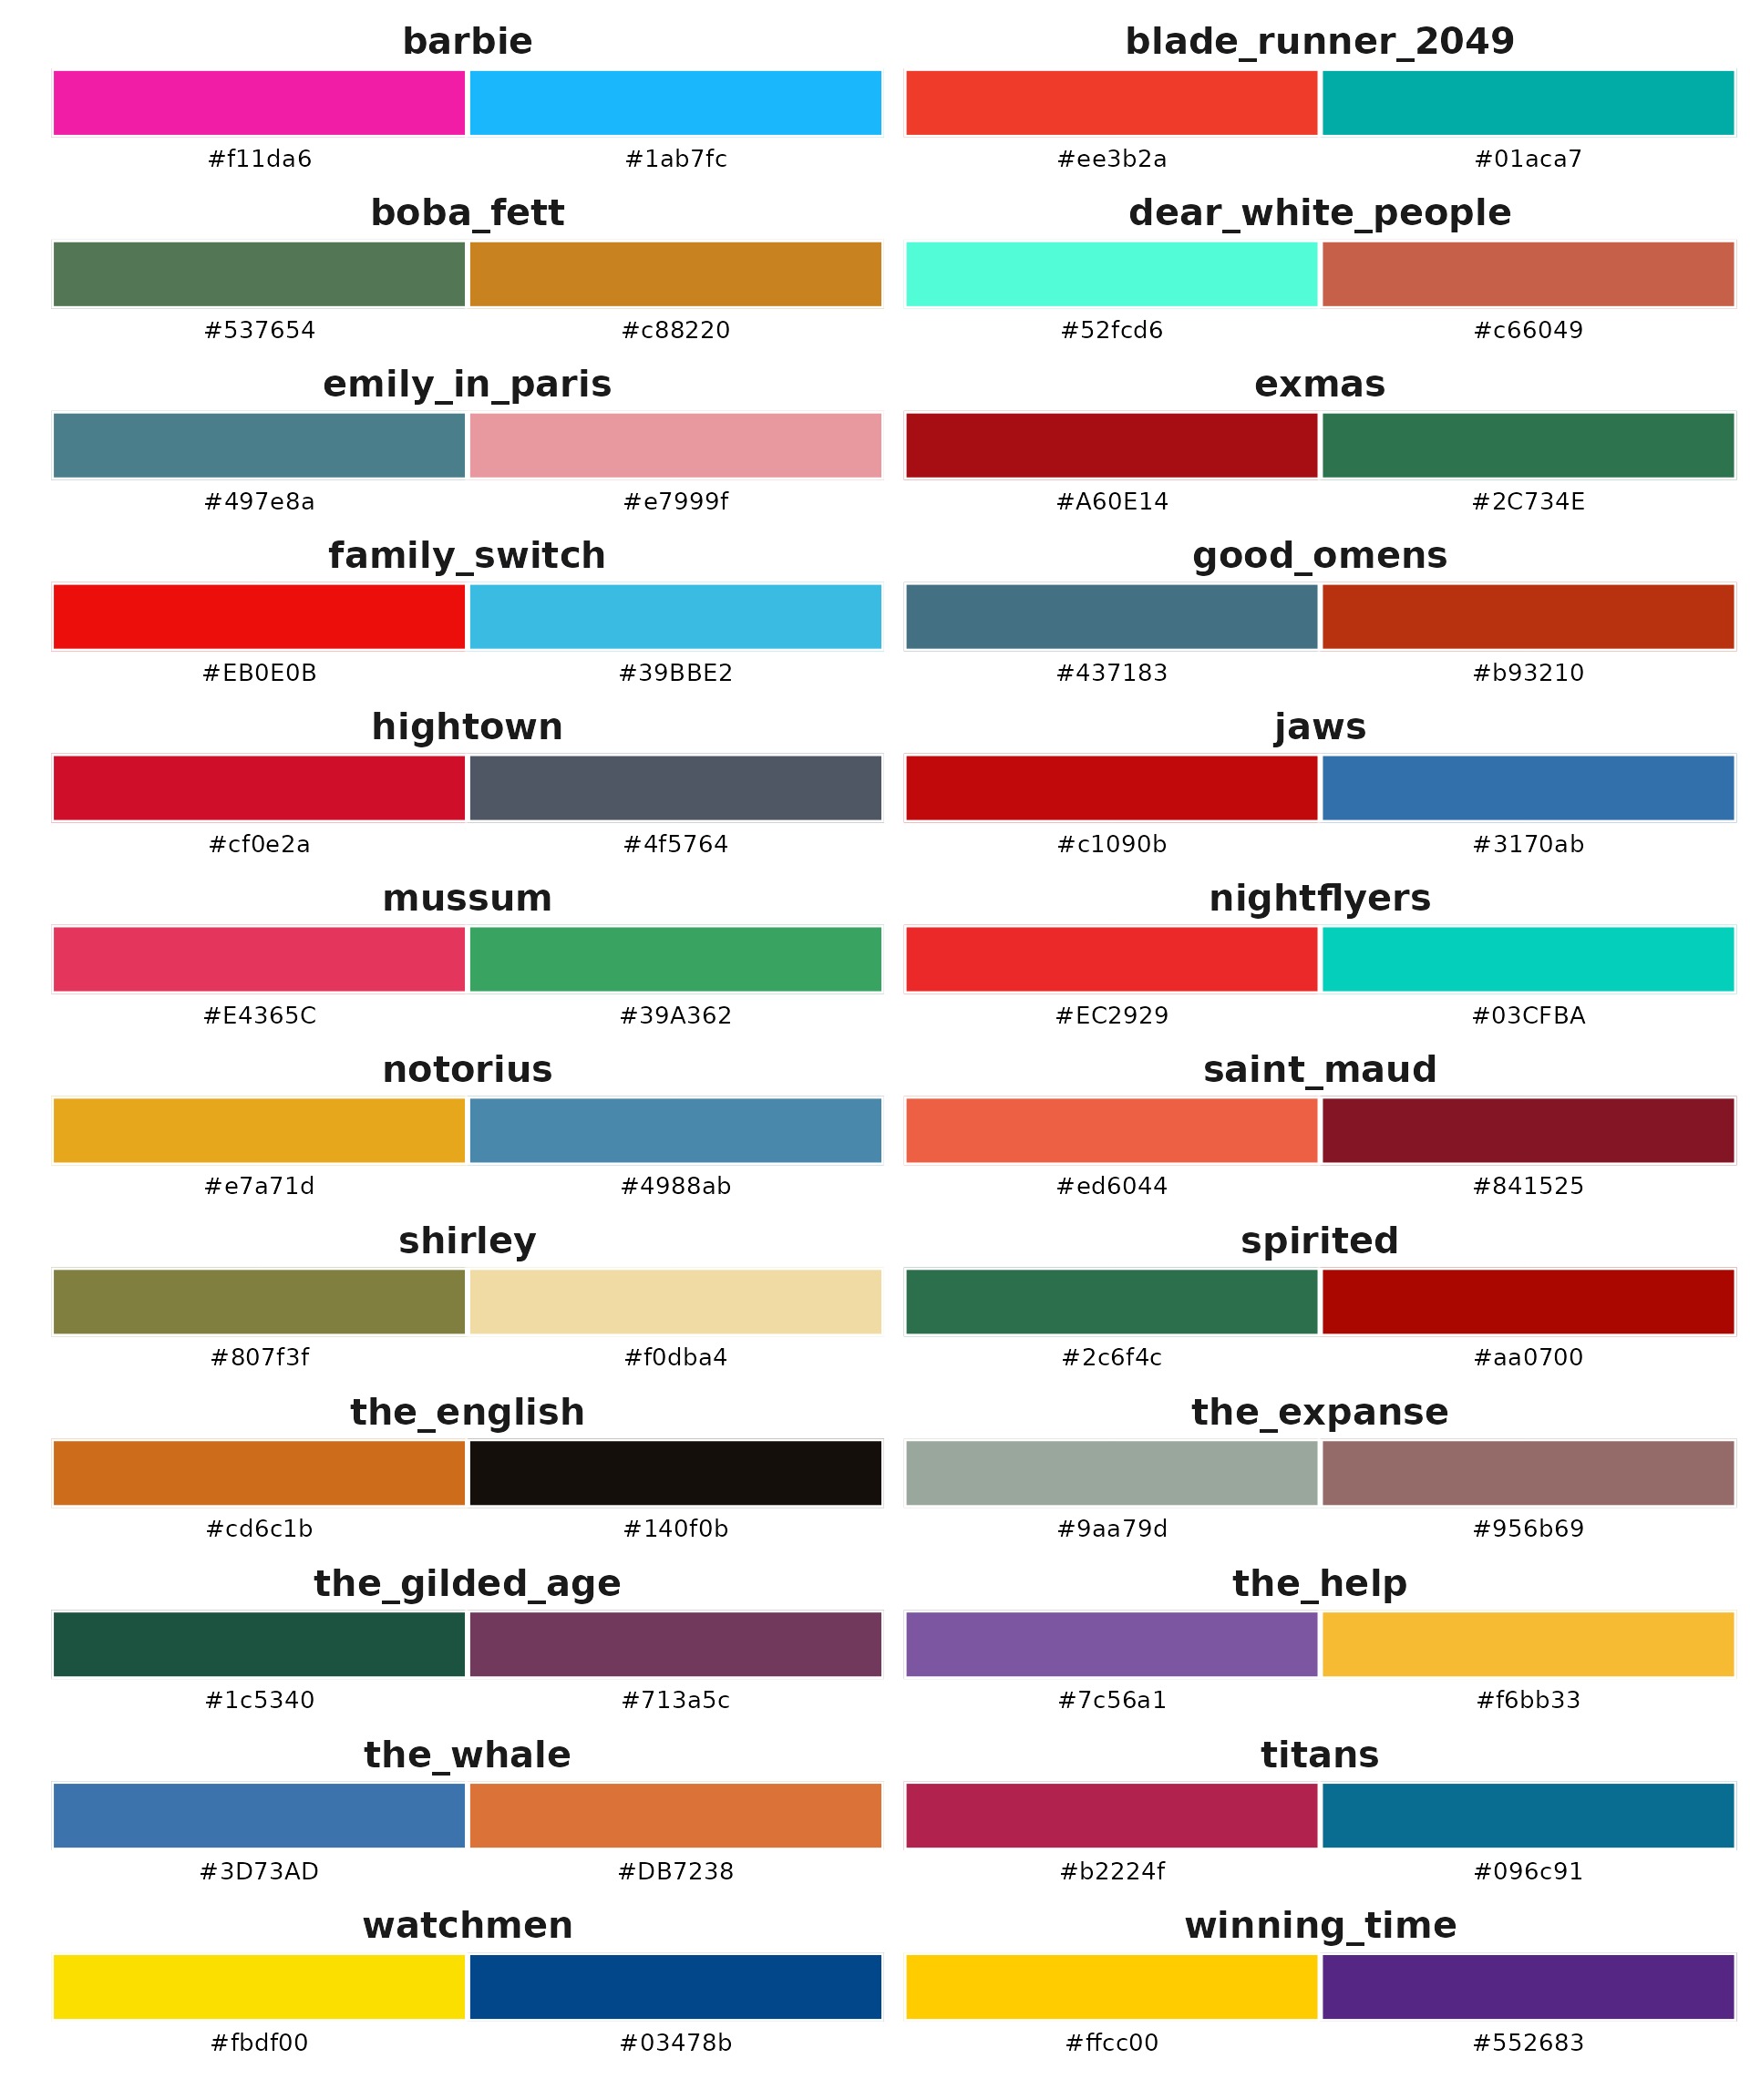 barbie blade_runner_2049
#f11da6 #1ab7fc #ee3b2a #01aca7
boba_fett dear_white_people
#537654 #c88220 #52fcd6 #c66049
emily_in_paris exmas
#497e8a #e7999f #A60E14 #2C734E
family_switch good_omens
#EB0E0B #39BBE2 #437183 #b93210
hightown jaws
#cf0e2a #4f5764 #c1090b #3170ab
mussum nightflyers
#E4365C #39A362 #EC2929 #03CFBA
notorius saint_maud
#e7a71d #4988ab #ed6044 #841525
shirley spirited
#807f3f #f0dba4 #2c6f4c #aa0700
the_english the_expanse
#cd6c1b #140f0b #9aa79d #956b69
the_gilded_age the_help
#1c5340 #713a5c #7c56a1 #f6bb33
the_whale titans
#3D73AD #DB7238 #b2224f #096c91
watchmen winning_time
#fbdf00 #03478b #ffcc00 #552683